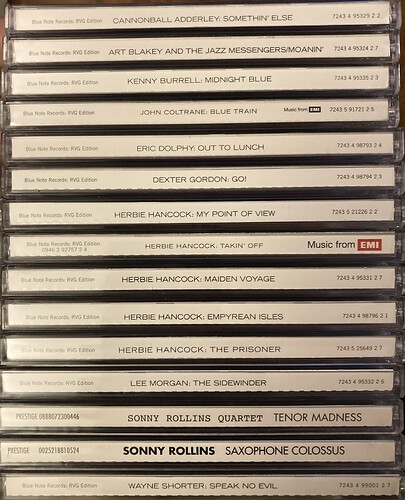 Blue Note Records: RVG Edition CANNONBALL ADDERLEY: SOMETHIN' ELSE 7243 4 95329 2 2
Blue Note Records: RVG Edition ART BLAKEY AND THE JAZZ MESSENGERS/MOANIN' 7243 4 95324 2 7
Blue Note Records: RVG Edition KENNY BURRELL: MIDNIGHT BLUE 7243 4 95335 2 3
Blue Note Records: RVG Edition JOHN COLTRANE: BLUE TRAIN Music from EMI 7243 5 91721 2 5
Blue Note Records: RVG Edition ERIC DOLPHY: OUT TO LUNCH 7243 4 98793 2 4
Blue Note Records: RVG Edition DEXTER GORDON: GO! 7243 4 98794 2 3
Blue Note Records: RVG Edition HERBIE HANCOCK: MY POINT OF VIEW 7243 5 21226 2 2
Blue Note Records: RVG Edition
0946 3 92757 2 4 HERBIE HANCOCK: TAKIN' OFF Music from EMI
Blue Note Records: RVG Edition HERBIE HANCOCK: MAIDEN VOYAGE 7243 4 95331 2 7
Blue Note Records: RVG Edition HERBIE HANCOCK: EMPYREAN ISLES 7243 4 98796 2 1
Blue Note Records: RVG Edition HERBIE HANCOCK: THE PRISONER 7243 5 25649 2 7
Blue Note Records: RVG Edition LEE MORGAN: THE SIDEWINDER 7243 4 95332 2 6
PRESTIGE 0888072300446 SONNY ROLLINS QUARTET TENOR MADNESS
PRESTIGE 0025218810524 SONNY ROLLINS SAXOPHONE COLOSSUS
Blue Note Records: RVG Edition WAYNE SHORTER: SPEAK NO EVIL 7243 4 99001 2 7